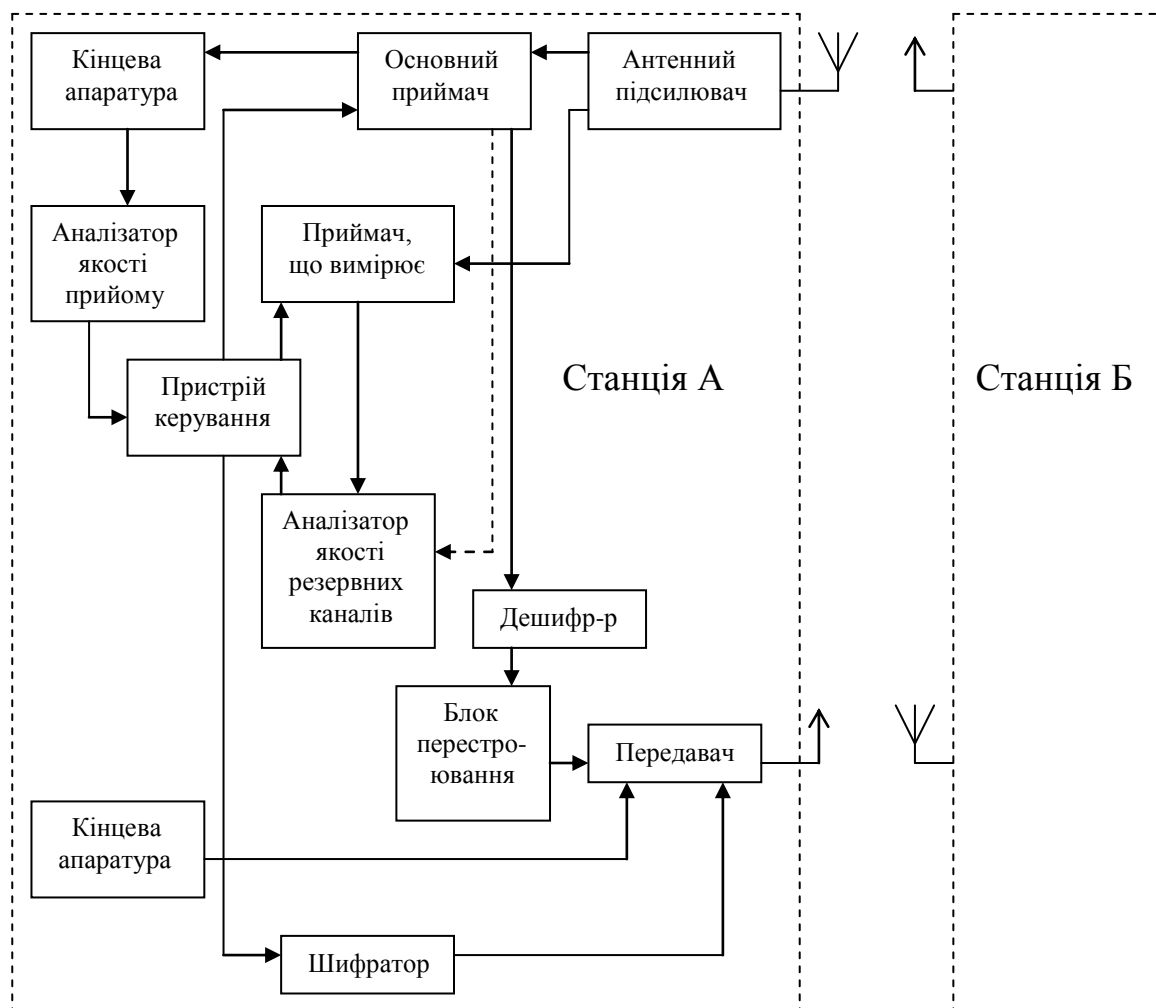 Кінцева
апаратура
Основний
приймач
Антенний
підсилювач
Аналізатор
якості
прийому
Приймач,
що вимірює
Пристрій
керування
Станція А
Станція Б
Аналізатор
якості
резервних
каналів
Дешифр-р
Блок
перестро-
ювання
Передавач
Кінцева
апаратура
Шифратор